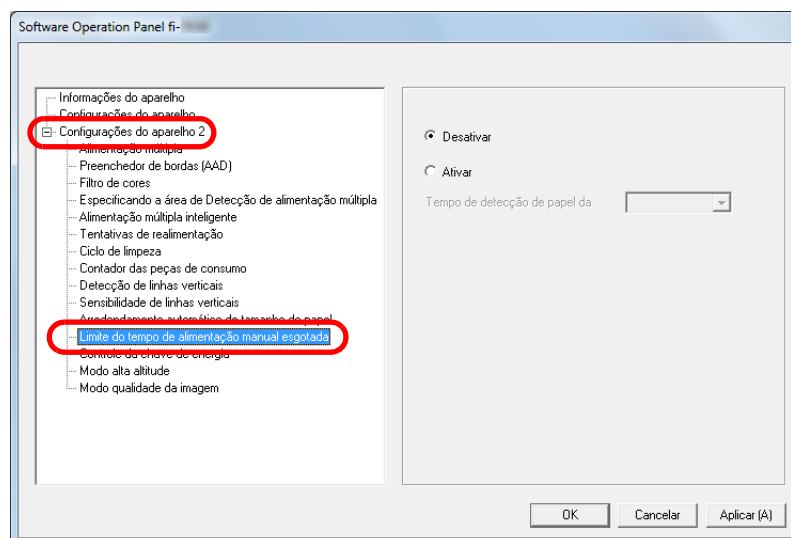 Software Operation Panel fi-
Informações do aparelho
Configurações do aparelho
Configurações do aparelho 2
Alimentação múltipla
Preenchedor de bordas (AAD)
Filtro de cores
Especificando a área de Detecção de alimentação múltipla
Alimentação múltipla inteligente
Tentativas de realimentação
Ciclo de limpeza
Contador das peças de consumo
Detecção de linhas verticais
Sensibilidade de linhas verticais
Arredondamento automático de tamanho de papel
Limite do tempo de alimentação manual esgotada
Controle da chave de energia
Modo alta altitude
Modo qualidade da imagem
Desativar
Ativar
Tempo de detecção de papel da
OK Cancelar Aplicar (A)